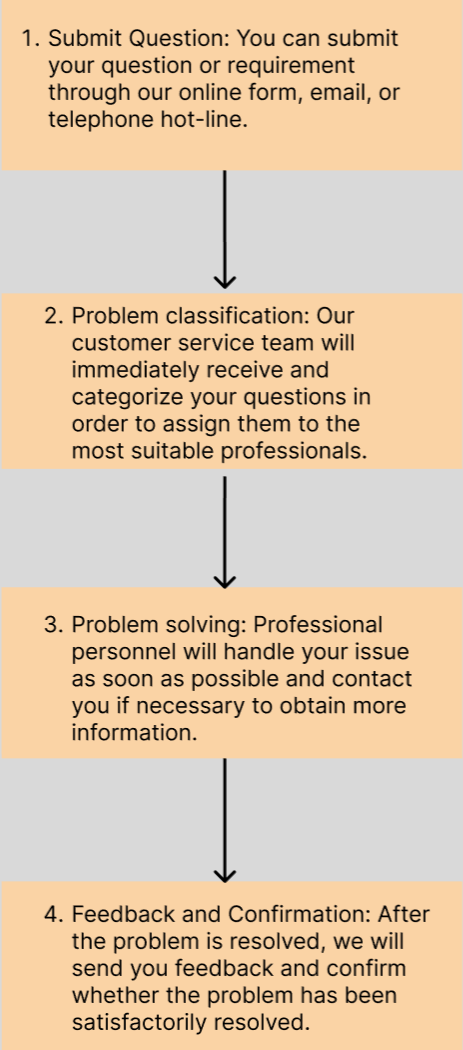 1. Submit Question: You can submit
your question or requirement
through our online form, email, or
telephone hot-line.
2. Problem classification: Our
customer service team will
immediately receive and
categorize your questions in
order to assign them to the
most suitable professionals.
3. Problem solving: Professional
personnel will handle your issue
as soon as possible and contact
you if necessary to obtain more
information.
4. Feedback and Confirmation: After
the problem is resolved, we will
send you feedback and confirm
whether the problem has been
satisfactorily resolved.